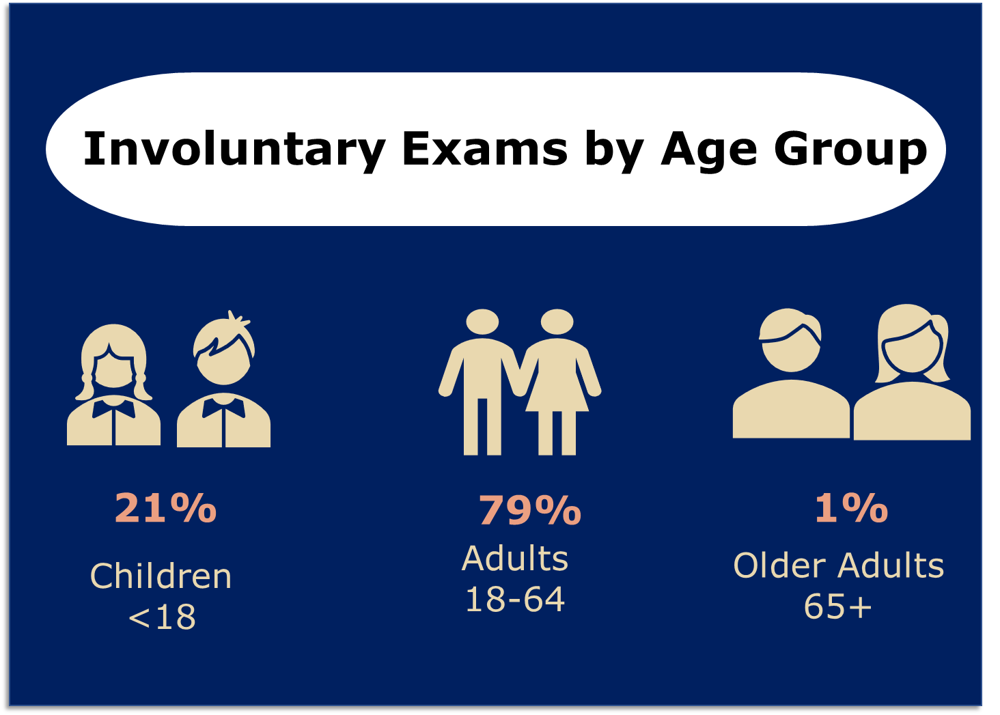 Involuntary Exams by Age Group
21%
Children
<18
79%
Adults
18-64
1%
Older Adults
65+